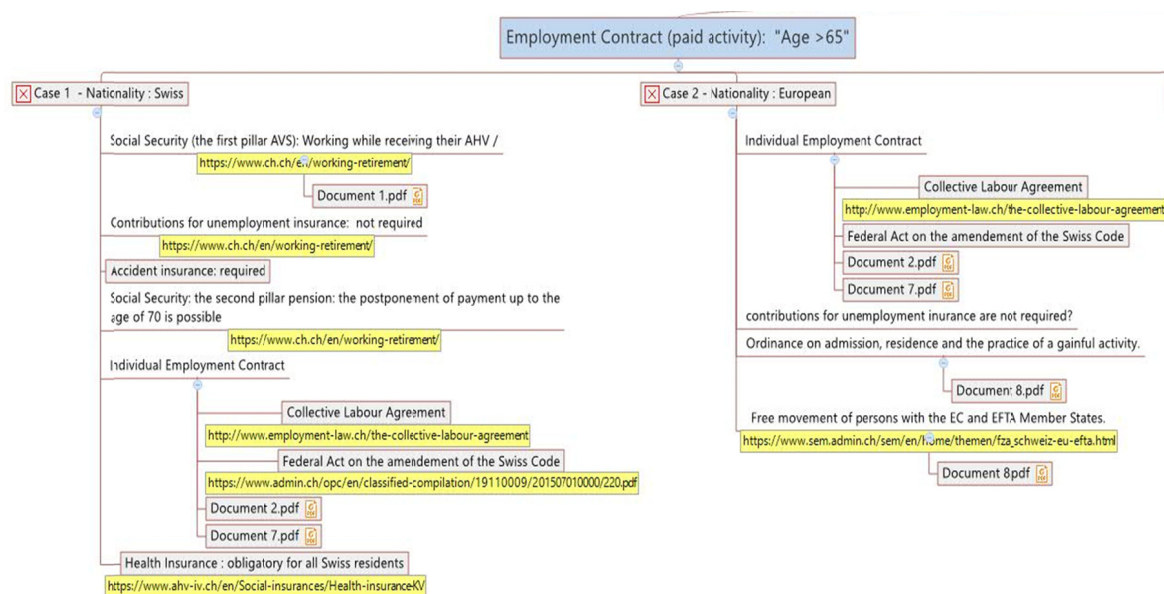 Employment Contract (paid activity): "Age >65"
Case 1 - Nationality : Swiss
Social Security (the first pillar AVS): Working while receiving their AHV /
https://www.ch.ch/en/working-retirement/
Document 1.pdf
Contributions for unemployment insurance: not required
https://www.ch.ch/en/working-retirement/
Accident insurance: required
Social Security: the second pillar pension: the postponement of payment up to the
age of 70 is possible
https://www.ch.ch/en/working-retirement/
Individual Employment Contract
Collective Labour Agreement
http://www.employment-law.ch/the-collective-labour-agreement
Federal Act on the amendement of the Swiss Code
https://www.admin.ch/opc/en/classified-compilation/19110009/201507010000/220.pdf
Document 2.pdf
Document 7.pdf
Health Insurance : obligatory for all Swiss residents
https://www.ahv-iv.ch/en/Social-insurances/Health-insurance-KV
Case 2 - Nationality : European
Individual Employment Contract
Collective Labour Agreement
http://www.employment-law.ch/the-collective-labour-agreement
Federal Act on the amendement of the Swiss Code
Document 2.pdf
Document 7.pdf
contributions for unemployment inurance are not required?
Ordinance on admission, residence and the practice of a gainful activity.
Document 8.pdf
Free movement of persons with the EC and EFTA Member States.
https://www.sem.admin.ch/sem/en/home/themen/fza_schweiz-eu-efta.html
Document 8pdf